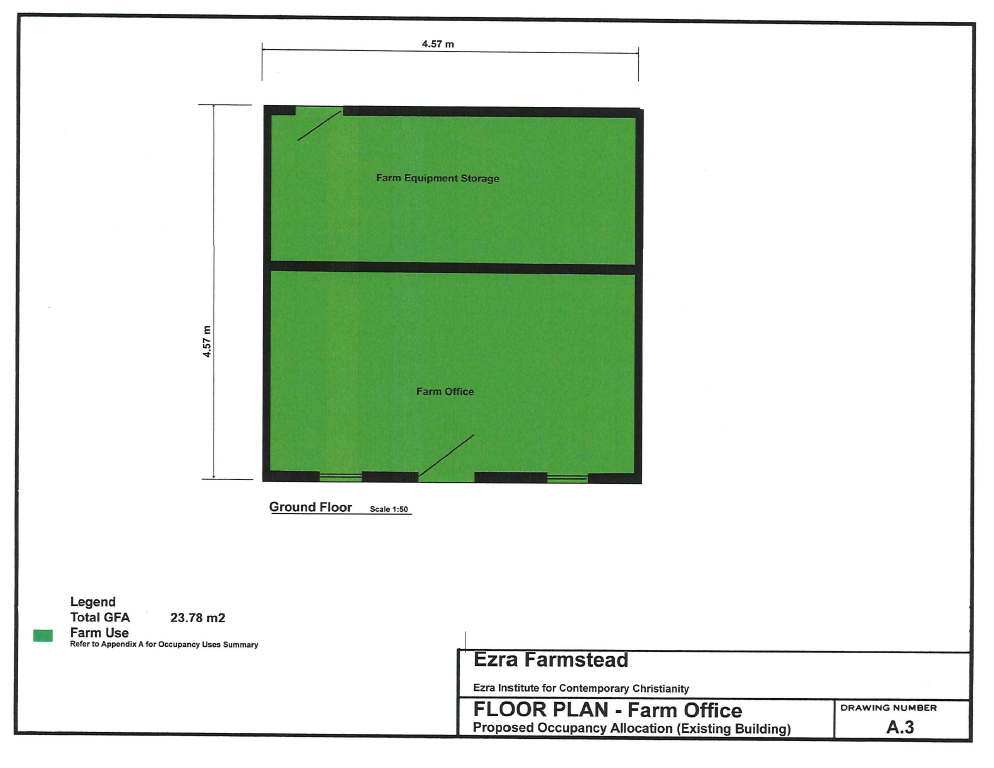 4.57 m
Farm Equipment Storage
4.57 m
Farm Office
Ground Floor Scale 1:50
Legend
Total GFA 23.78 m2
Farm Use
Refer to Appendix A for Occupancy Uses Summary
Ezra Farmstead
Ezra Institute for Contemporary Christianity
FLOOR PLAN - Farm Office
Proposed Occupancy Allocation (Existing Building)
DRAWING NUMBER
A.3